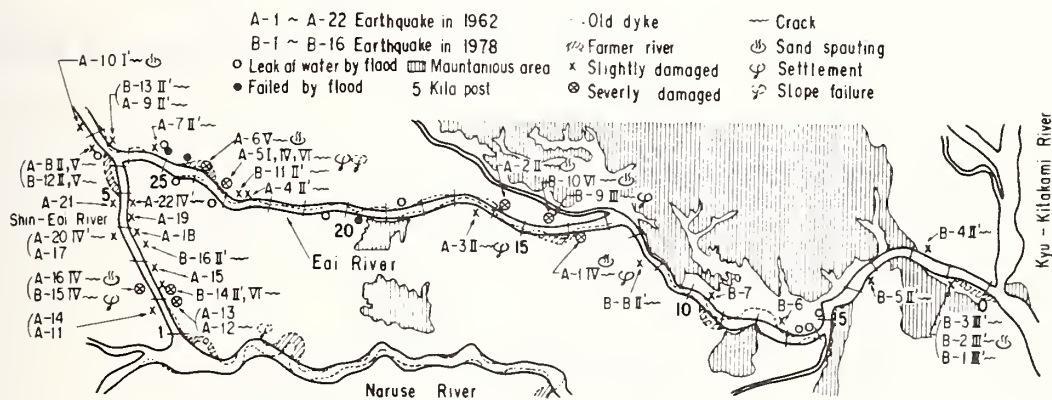 A-1 ~ A-22 Earthquake in 1962
B-1 ~ B-16 Earthquake in 1978
Leak of water by flood
Failed by flood
Mauntanious area
5 Kilo post
Old dyke
Farmer river
Slightly damaged
Severly damaged
Crack
Sand spauting
Settlement
Slope failure
A-10 I'
B-13 II'
A-9 II'
A-7 II'
A-6 V
A-5 I, IV, VI
B-11 II'
A-4 II'
A-8 II, V
B-12 II, V
A-21
Shin-Eai River
A-20 IV'
A-17
A-16 IV
B-15 IV
A-14
A-11
5
25
A-22 IV'
A-19
A-18
B-16 II'
A-15
B-14 II', VI
A-13
A-12
1
20
Eai River
Naruse River
A-2 II
B-10 VI
B-9 III
A-3 II
15
A-1 IV
B-8 II
10
B-7
B-6
5
B-5 II'
B-4 II'
0
B-3 III'
B-2 III'
B-1 III'
Kyu - Kitakami River